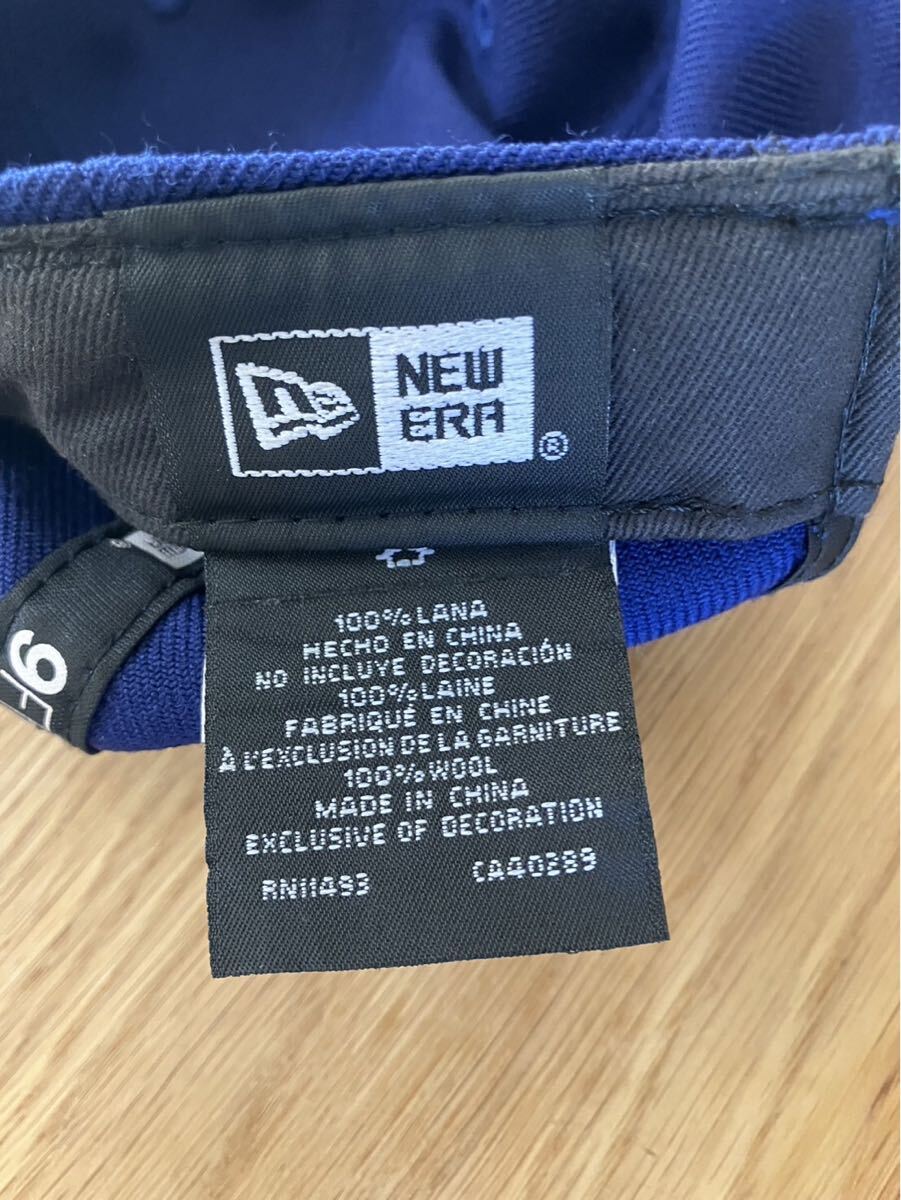 NEW
ERA
®
100% LANA
HECHO EN CHINA
NO INCLUYE DECORACIÓN
100% LAINE
FABRIQUÉ EN CHINE
À L'EXCLUSION DE LA GARNITURE
100% WOOL
MADE IN CHINA
EXCLUSIVE OF DECORATION
RN11493 CA40289
9F